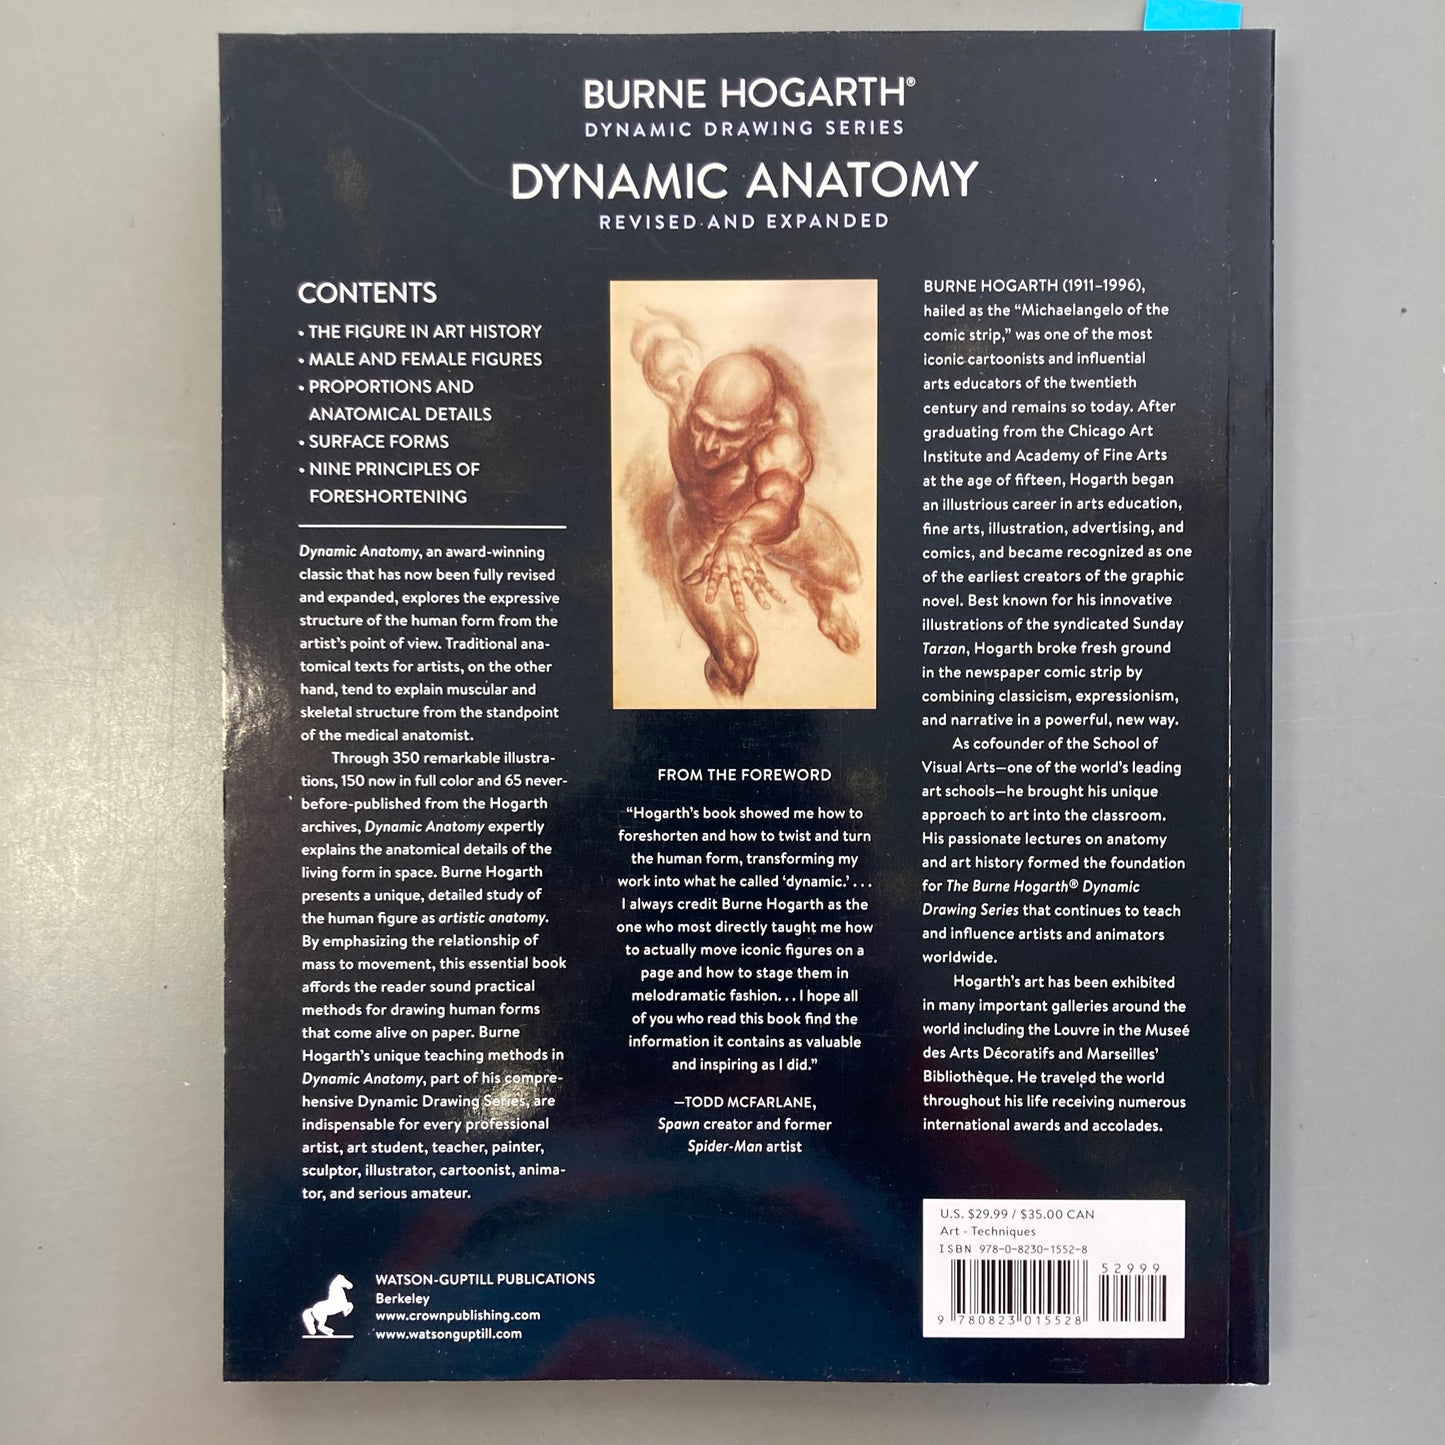 BURNE HOGARTH®
DYNAMIC DRAWING SERIES
DYNAMIC ANATOMY
REVISED AND EXPANDED
CONTENTS
• THE FIGURE IN ART HISTORY
• MALE AND FEMALE FIGURES
• PROPORTIONS AND
ANATOMICAL DETAILS
• SURFACE FORMS
• NINE PRINCIPLES OF
FORESHORTENING
Dynamic Anatomy, an award-winning
classic that has now been fully revised
and expanded, explores the expressive
structure of the human form from the
artist's point of view. Traditional ana-
tomical texts for artists, on the other
hand, tend to explain muscular and
skeletal structure from the standpoint
of the medical anatomist.
Through 350 remarkable illustra-
tions, 150 now in full color and 65 never-
before-published from the Hogarth
archives, Dynamic Anatomy expertly
explains the anatomical details of the
living form in space. Burne Hogarth
presents a unique, detailed study of
the human figure as artistic anatomy.
By emphasizing the relationship of
mass to movement, this essential book
affords the reader sound practical
methods for drawing human forms
that come alive on paper. Burne
Hogarth's unique teaching methods in
Dynamic Anatomy, part of his compre-
hensive Dynamic Drawing Series, are
indispensable for every professional
artist, art student, teacher, painter,
sculptor, illustrator, cartoonist, anima-
tor, and serious amateur.
WATSON-GUPTILL PUBLICATIONS
Berkeley
www.crownpublishing.com
www.watsonguptill.com
FROM THE FOREWORD
“Hogarth's book showed me how to
foreshorten and how to twist and turn
the human form, transforming my
work into what he called ‘dynamic.’ . . .
I always credit Burne Hogarth as the
one who most directly taught me how
to actually move iconic figures on a
page and how to stage them in
melodramatic fashion. . . I hope all
of you who read this book find the
information it contains as valuable
and inspiring as I did.”
—TODD MCFARLANE,
Spawn creator and former
Spider-Man artist
BURNE HOGARTH (1911–1996),
hailed as the “Michaelangelo of the
comic strip,” was one of the most
iconic cartoonists and influential
arts educators of the twentieth
century and remains so today. After
graduating from the Chicago Art
Institute and Academy of Fine Arts
at the age of fifteen, Hogarth began
an illustrious career in arts education,
fine arts, illustration, advertising, and
comics, and became recognized as one
of the earliest creators of the graphic
novel. Best known for his innovative
illustrations of the syndicated Sunday
Tarzan, Hogarth broke fresh ground
in the newspaper comic strip by
combining classicism, expressionism,
and narrative in a powerful, new way.
As cofounder of the School of
Visual Arts—one of the world's leading
art schools—he brought his unique
approach to art into the classroom.
His passionate lectures on anatomy
and art history formed the foundation
for The Burne Hogarth® Dynamic
Drawing Series that continues to teach
and influence artists and animators
worldwide.
Hogarth's art has been exhibited
in many important galleries around the
world including the Louvre in the Museé
des Arts Décoratifs and Marseilles'
Bibliothèque. He traveled the world
throughout his life receiving numerous
international awards and accolades.
U.S. $29.99 / $35.00 CAN
Art - Techniques
ISBN 978-0-8230-1552-8
52999
9 780823 015528